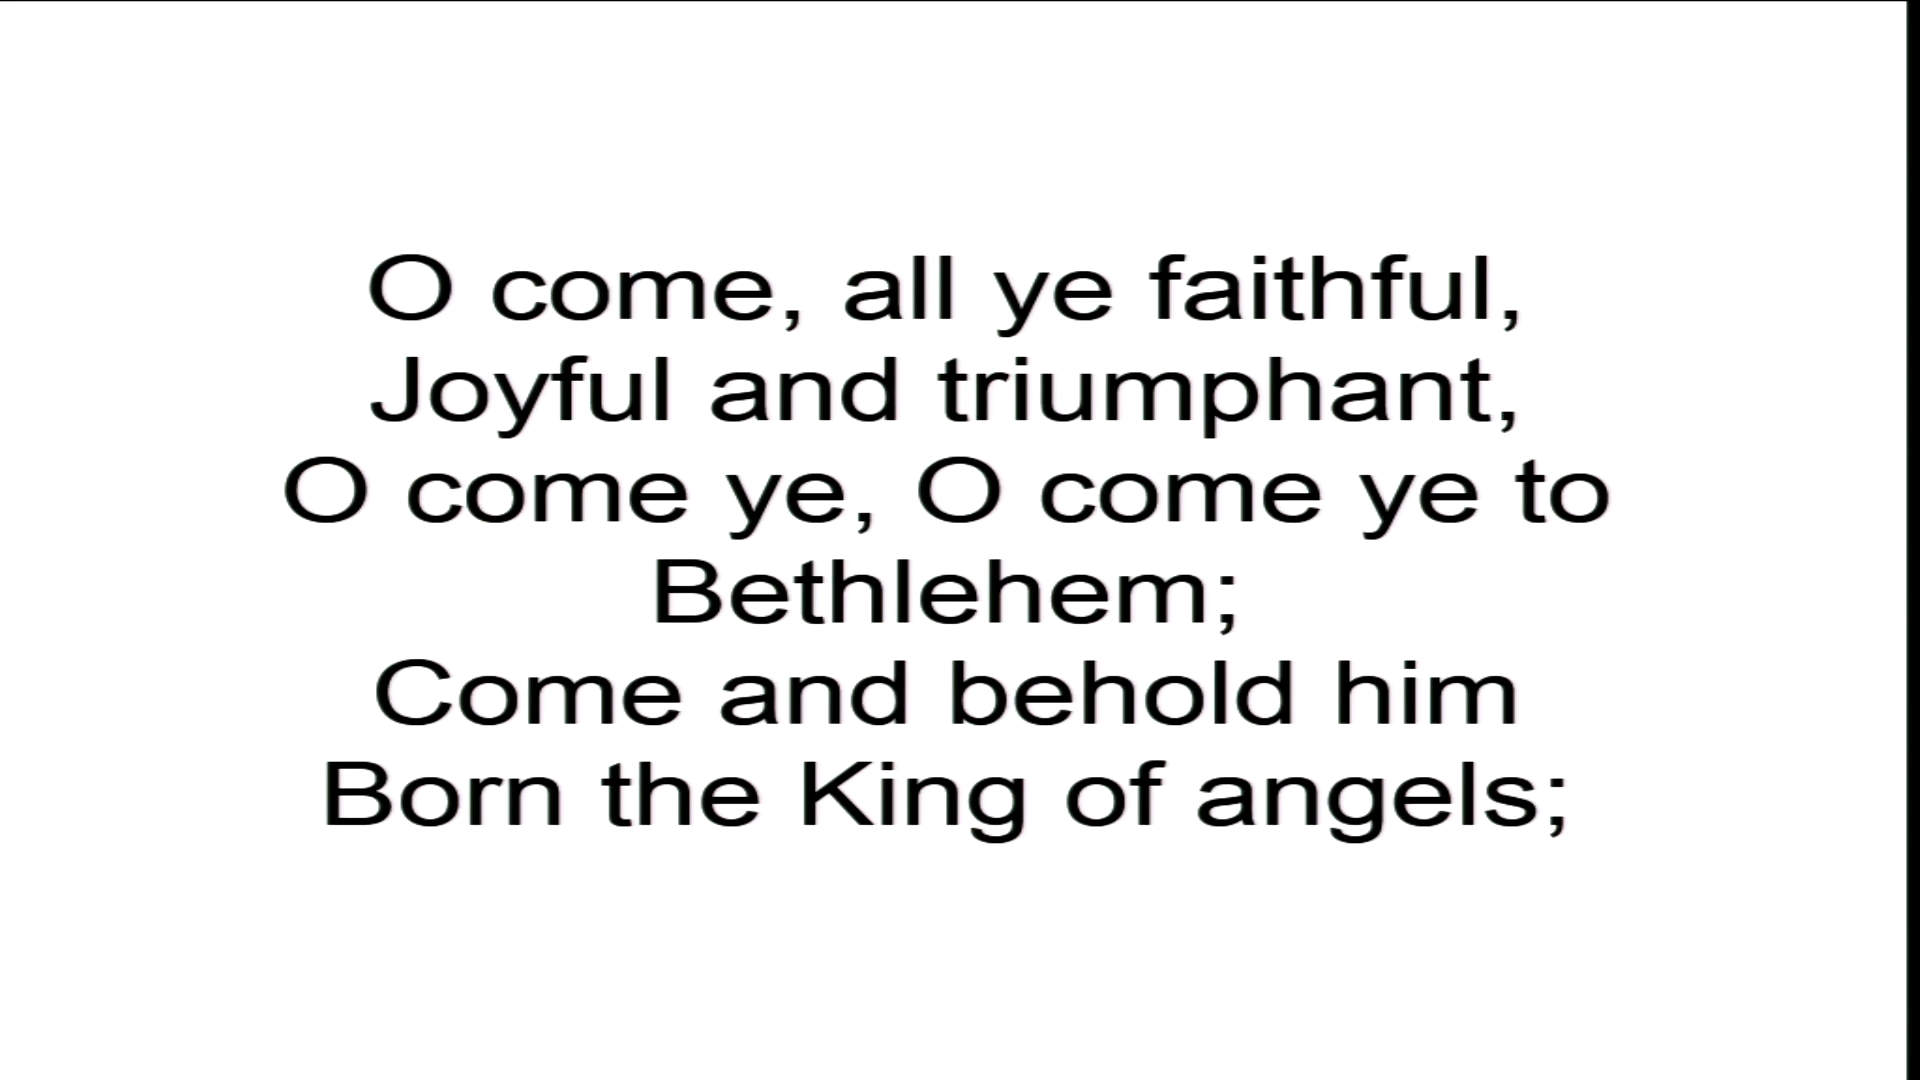 O come, all ye faithful,
Joyful and triumphant,
O come ye, O come ye to
Bethlehem;
Come and behold him
Born the King of angels;